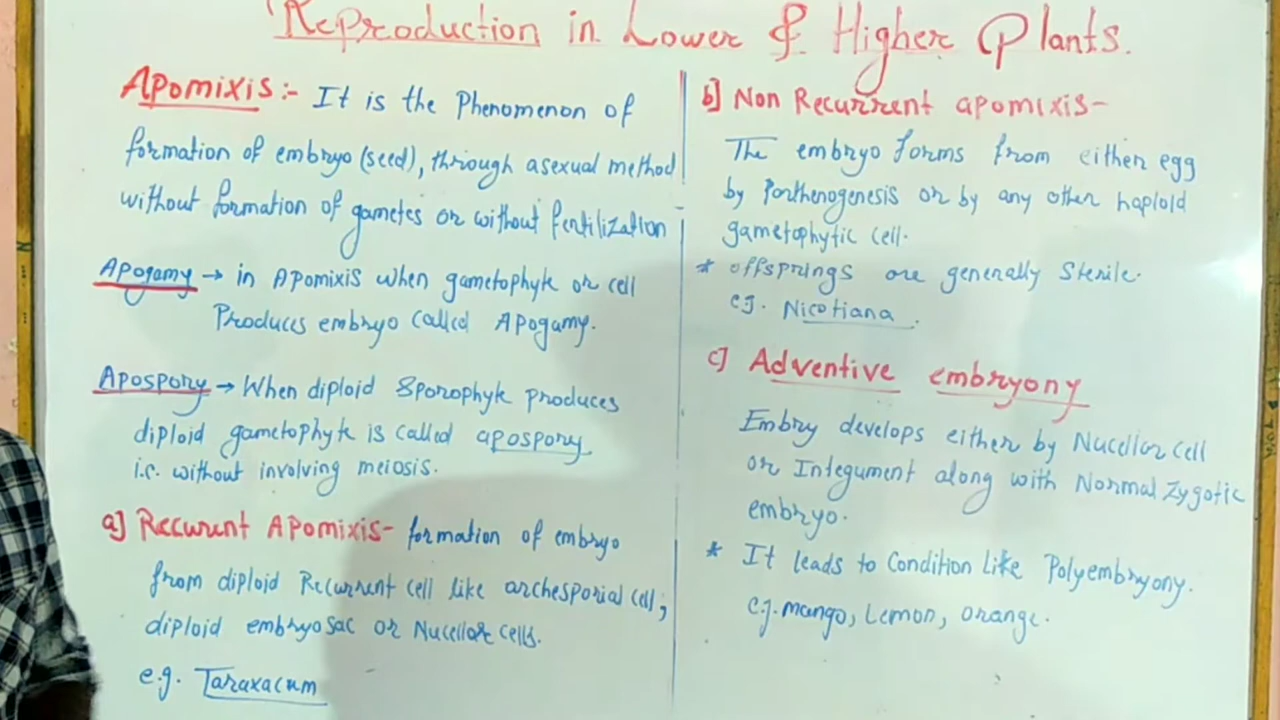 Reproduction in Lower & Higher Plants.
Apomixis:- It is the Phenomenon of
formation of embryo (seed), through asexual method
without formation of gametes or without fertilization
Apogamy → in Apomixis when gametophyte or cell
Produces embryo called Apogamy.
Apospory → When diploid Sporophyte produces
diploid gametophyte is called apospory
i.e. without involving meiosis.
a] Recurrent Apomixis- formation of embryo
from diploid Recurrent cell like archesporial cell,
diploid embryo sac or Nucellar cells.
e.g. Taraxacum
b] Non Recurrent apomixis-
The embryo forms from either egg
by Parthenogenesis or by any other haploid
gametophytic cell.
* offsprings are generally Sterile.
e.g. Nicotiana.
c] Adventive embryony
Embry develops either by Nucellar cell
or Integument along with Normal Zygotic
embryo.
* It leads to Condition like Polyembryony.
e.g. mango, Lemon, orange.